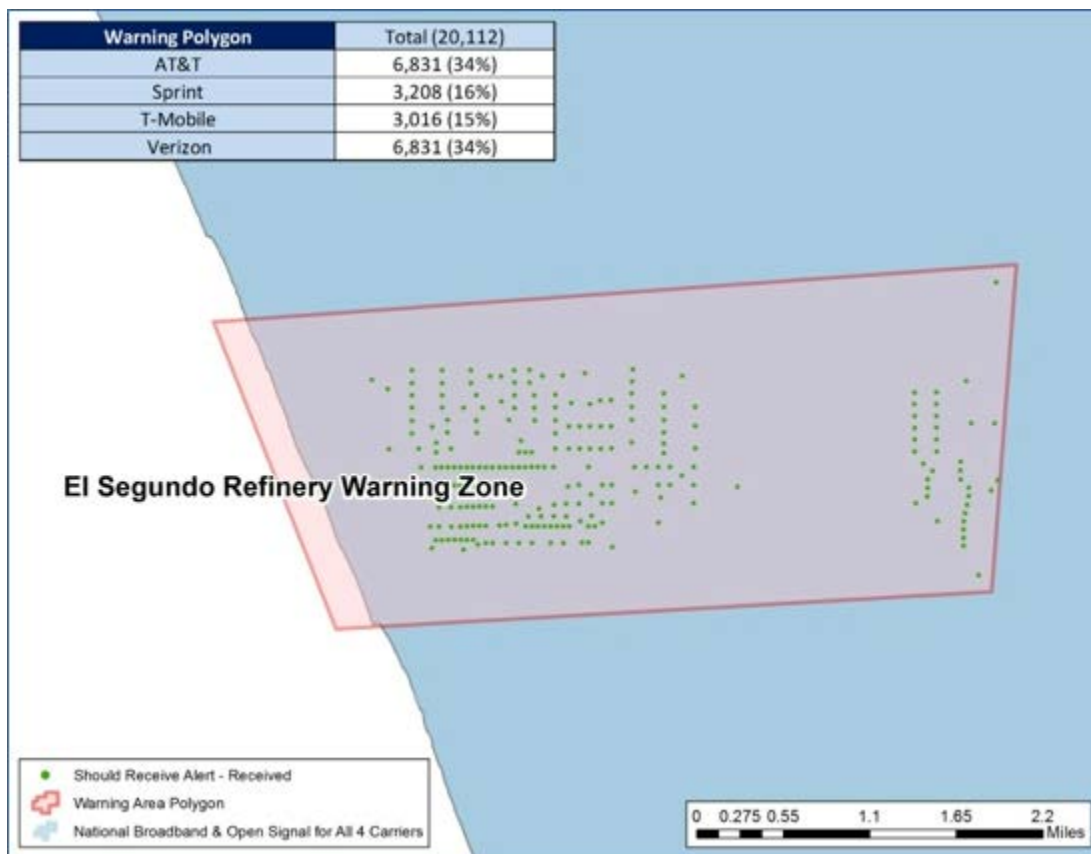 Warning Polygon Total (20,112)
AT&T 6,831 (34%)
Sprint 3,208 (16%)
T-Mobile 3,016 (15%)
Verizon 6,831 (34%)
El Segundo Refinery Warning Zone
Should Receive Alert - Received
Warning Area Polygon
National Broadband & Open Signal for All 4 Carriers
0 0.275 0.55 1.1 1.65 2.2
Miles